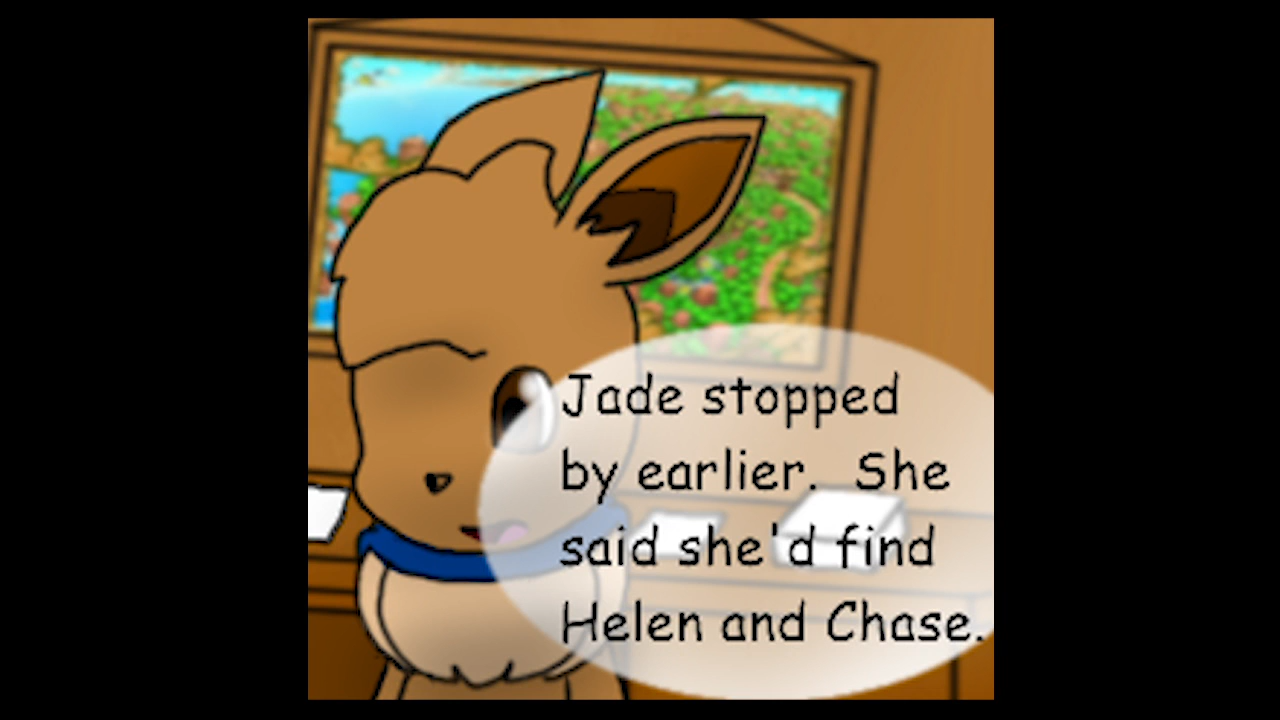 Jade stopped
by earlier.  She
said she'd find
Helen and Chase.